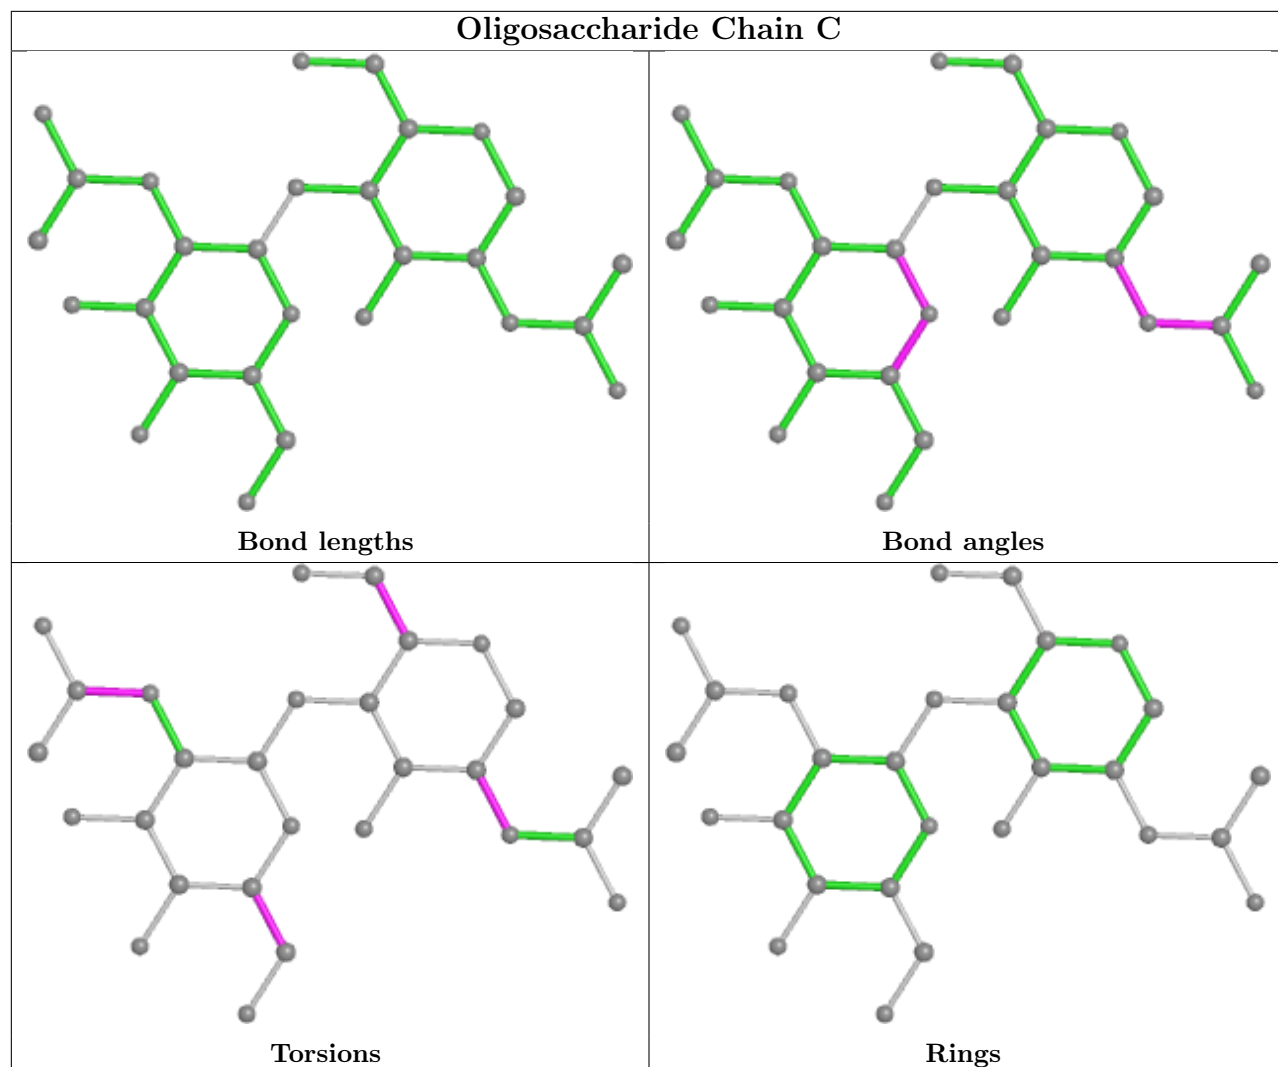 Oligosaccharide Chain C
Bond lengths
Bond angles
Torsions
Rings